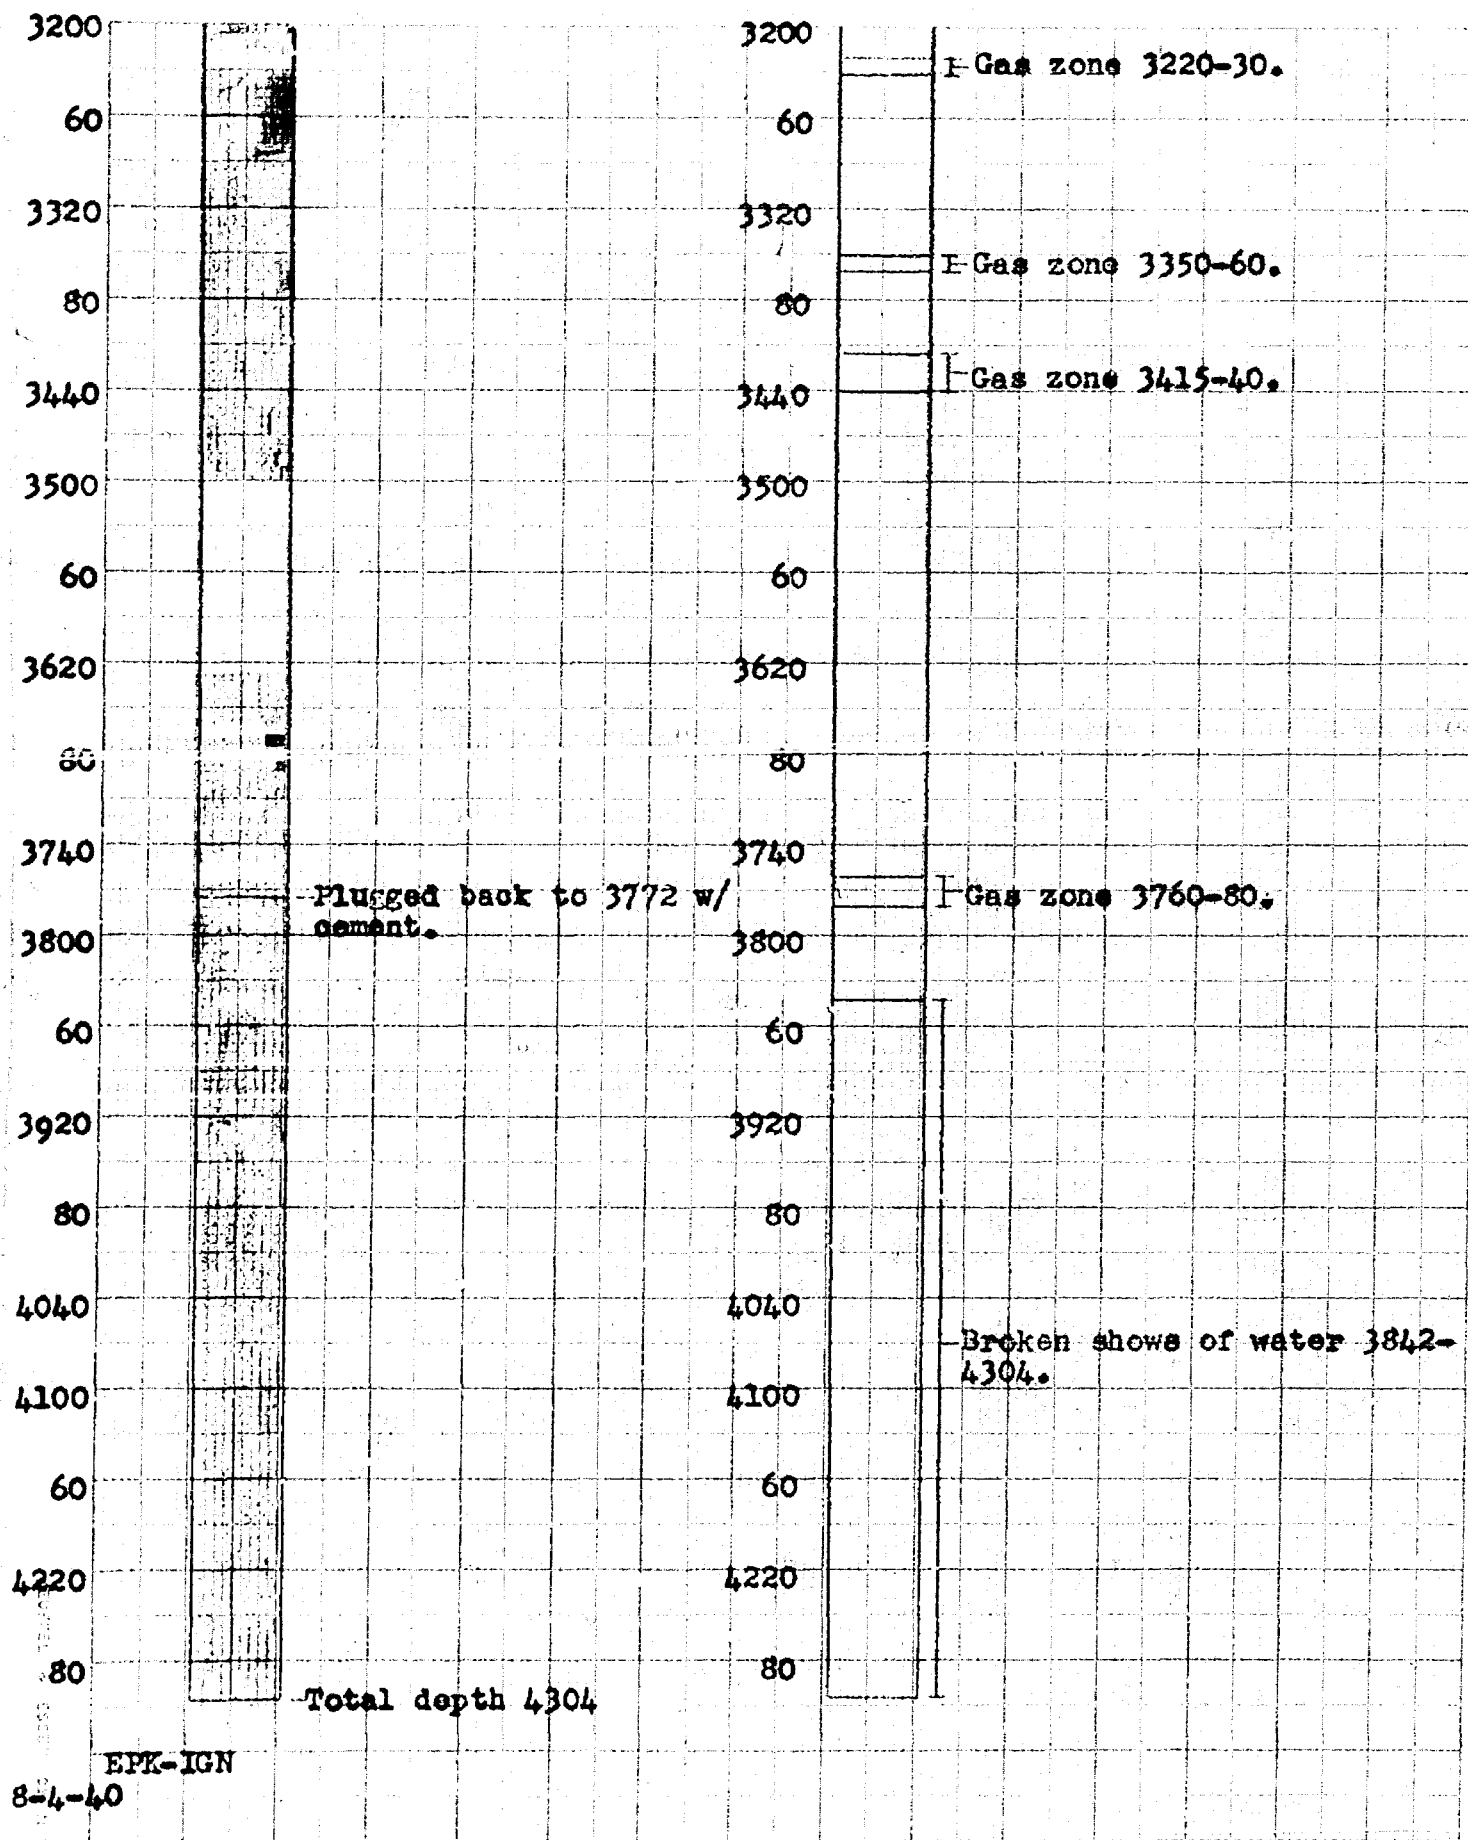 3200 3200
Gas zone 3220-30.
60 60
3320 3320
Gas zone 3350-60.
80 80
Gas zone 3415-40.
3440 3440
3500 3500
60 60
3620 3620
80 80
3740 3740
Plugged back to 3772 w/ Gas zone 3760-80.
cement.
3800 3800
60 60
3920 3920
80 80
4040 4040
Broken shows of water 3842-
4304.
4100 4100
60 60
4220 4220
80 80
Total depth 4304
EPK-IGN
8-4-40